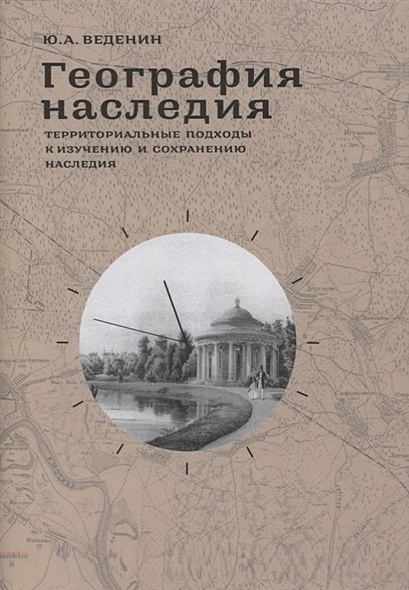 Ю.А. ВЕДЕНИН
География
наследия
ТЕРРИТОРИАЛЬНЫЕ ПОДХОДЫ
К ИЗУЧЕНИЮ И СОХРАНЕНИЮ
НАСЛЕДИЯ